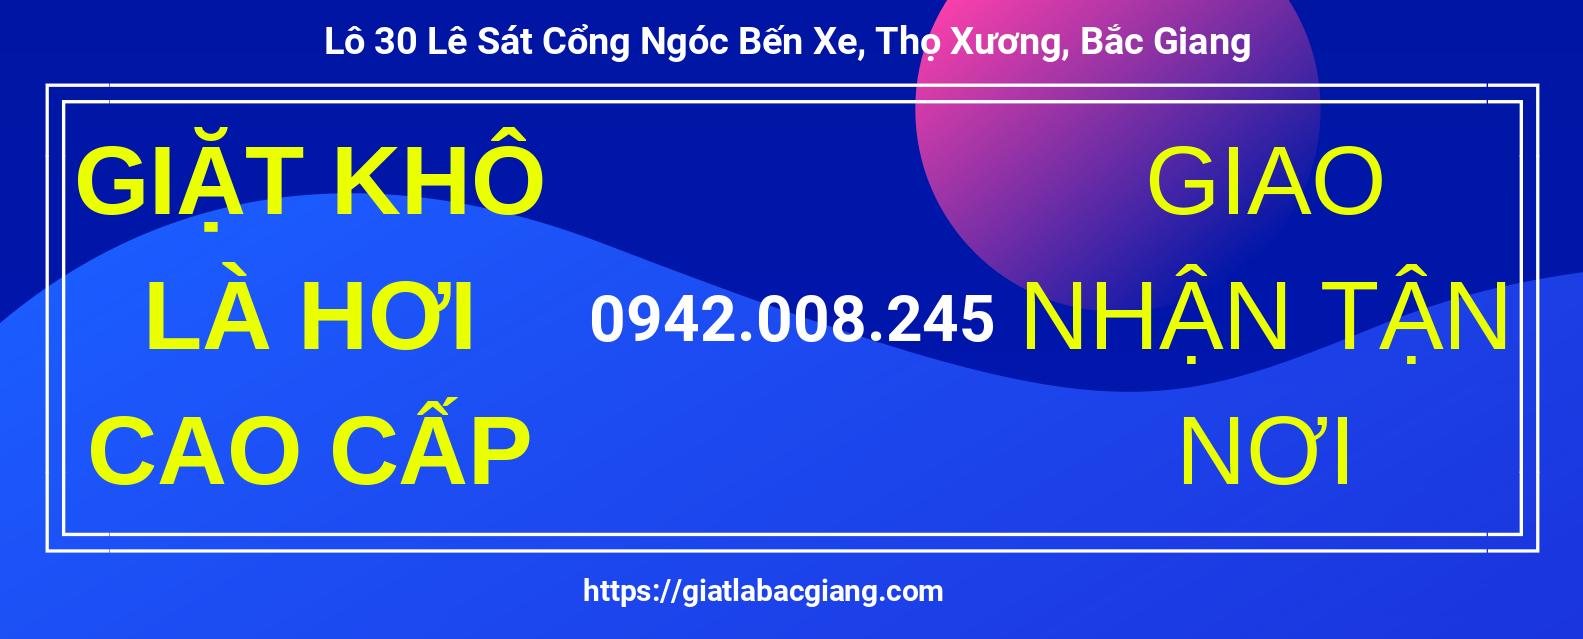 Lô 30 Lê Sát Cổng Ngóc Bến Xe, Thọ Xương, Bắc Giang
GIẶT KHÔ
LÀ HƠI
CAO CẤP
0942.008.245
GIAO
NHẬN TẬN
NƠI
https://giatlabacgiang.com